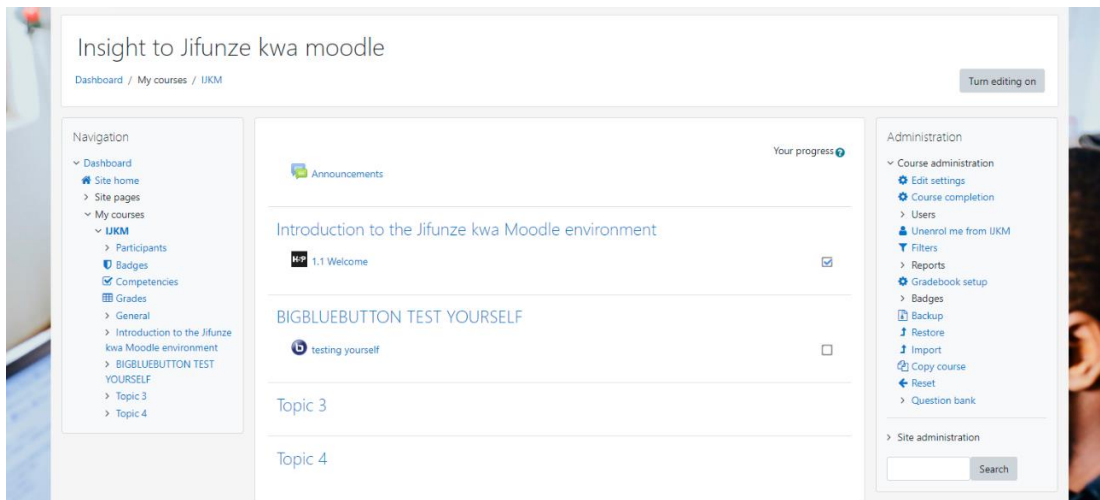 Insight to Jifunze kwa moodle
Dashboard / My courses / IJKM
Turn editing on
Navigation
Dashboard
Site home
Site pages
My courses
IJKM
Participants
Badges
Competencies
Grades
General
Introduction to the Jifunze
kwa Moodle environment
BIGBLUEBUTTON TEST
YOURSELF
Topic 3
Topic 4
Your progress
Announcements
Introduction to the Jifunze kwa Moodle environment
H-P 1.1 Welcome
BIGBLUEBUTTON TEST YOURSELF
b testing yourself
Topic 3
Topic 4
Administration
Course administration
Edit settings
Course completion
Users
Unenrol me from IJKM
Filters
Reports
Gradebook setup
Badges
Backup
Restore
Import
Copy course
Reset
Question bank
Site administration
Search